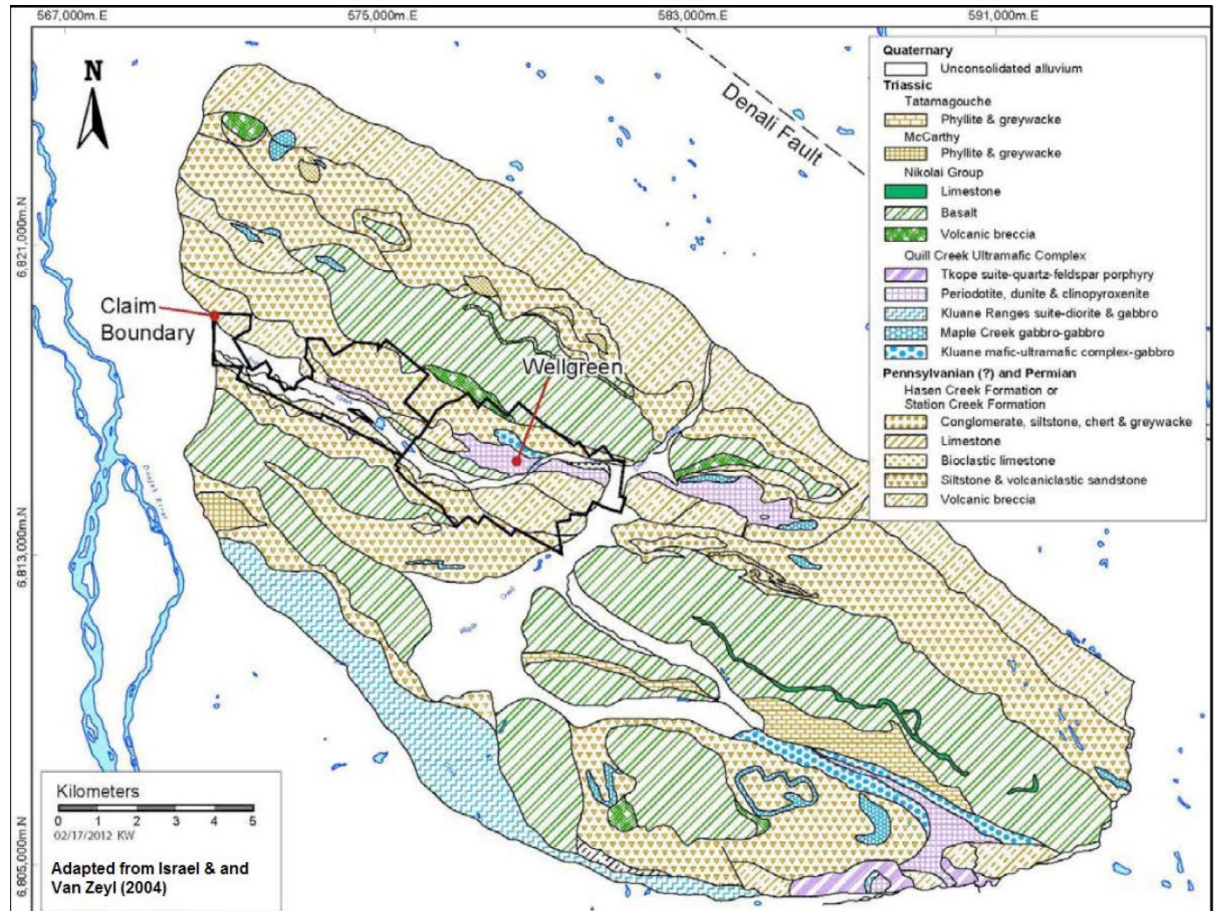 567,000m.E
575,000m.E
583,000m.E
591,000m.E
6,821,000m.N
6,813,000m.N
6,805,000m.N
N
Denali Fault
Claim
Boundary
Wellgreen
Donjek River
Creek
Maple Creek
Quaternary
Unconsolidated alluvium
Triassic
Tatamagouche
Phyllite & greywacke
McCarthy
Phyllite & greywacke
Nikolai Group
Limestone
Basalt
Volcanic breccia
Quill Creek Ultramafic Complex
Tkope suite-quartz-feldspar porphyry
Periodotite, dunite & clinopyroxenite
Kluane Ranges suite-diorite & gabbro
Maple Creek gabbro-gabbro
Kluane mafic-ultramafic complex-gabbro
Pennsylvanian (?) and Permian
Hasen Creek Formation or
Station Creek Formation
Conglomerate, siltstone, chert & greywacke
Limestone
Bioclastic limestone
Siltstone & volcaniclastic sandstone
Volcanic breccia
Kilometers
0 1 2 3 4 5
02/17/2012 KW
Adapted from Israel & and
Van Zeyl (2004)